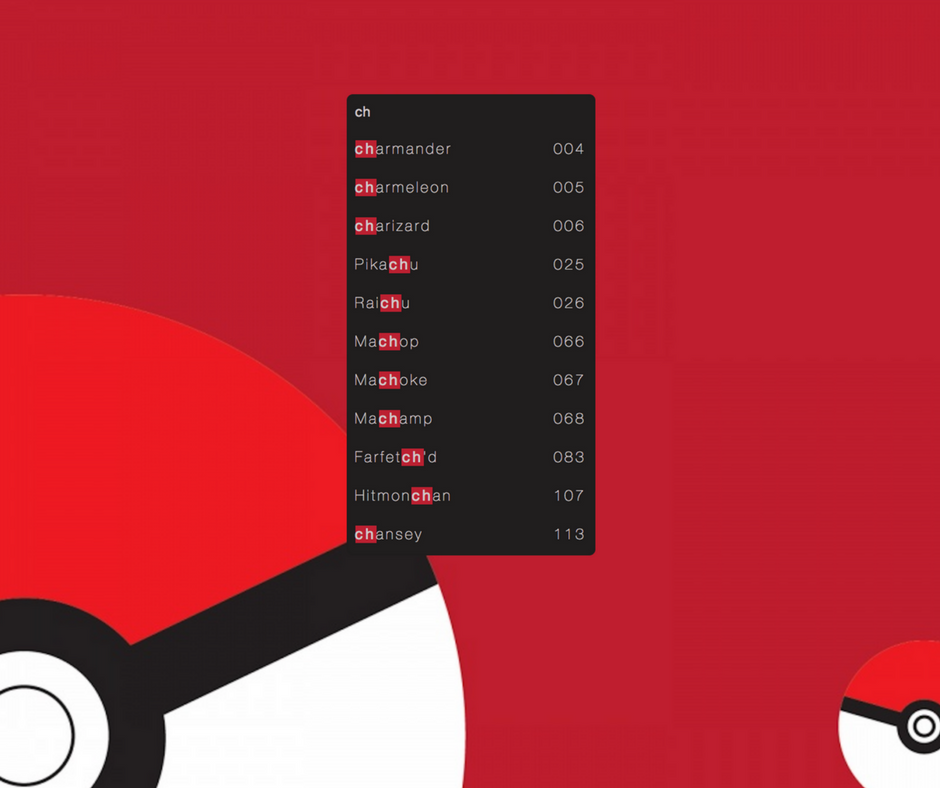 ch
charmander 004
charmeleon 005
charizard 006
Pikachu 025
Raichu 026
Machop 066
Machoke 067
Machamp 068
Farfetch'd 083
Hitmonchan 107
chansey 113